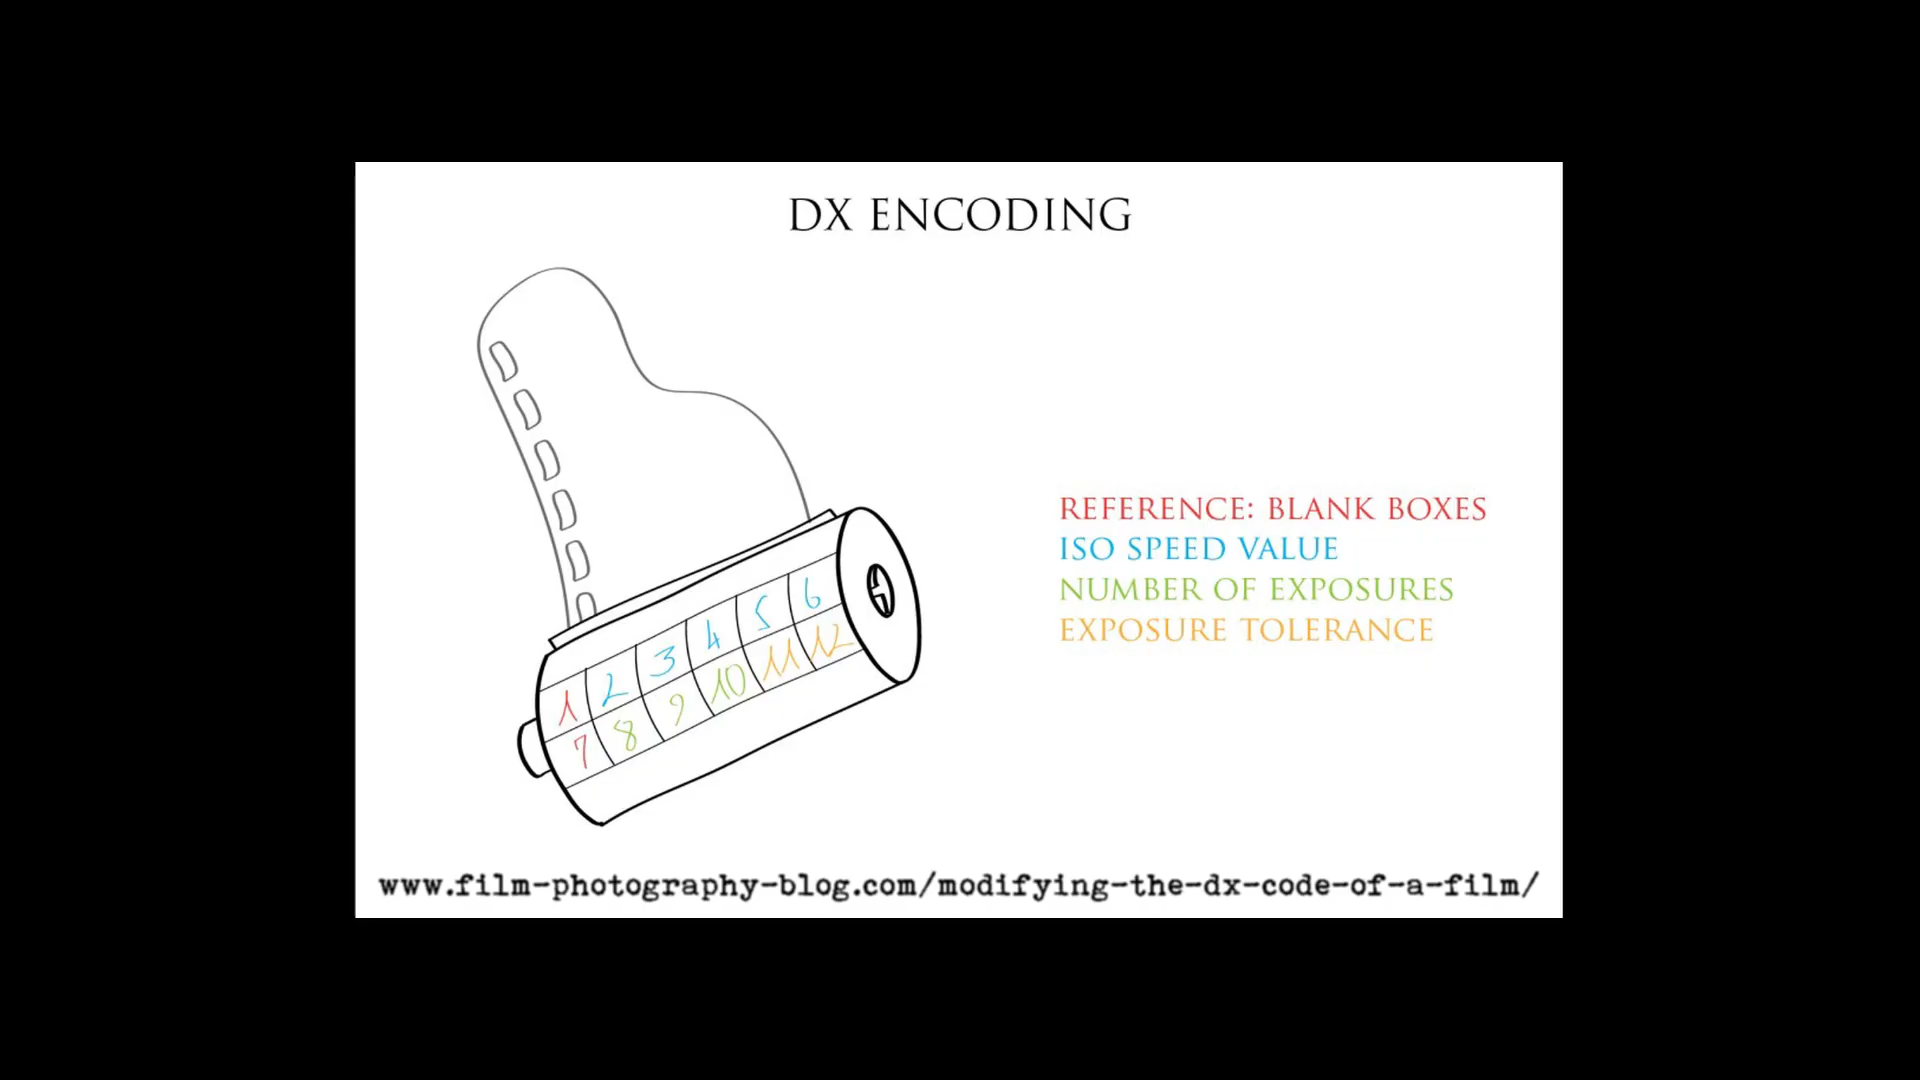 DX ENCODING
REFERENCE: BLANK BOXES
ISO SPEED VALUE
NUMBER OF EXPOSURES
EXPOSURE TOLERANCE
1 2 3 4 5 6
7 8 9 10 11 12
www.film-photography-blog.com/modifying-the-dx-code-of-a-film/